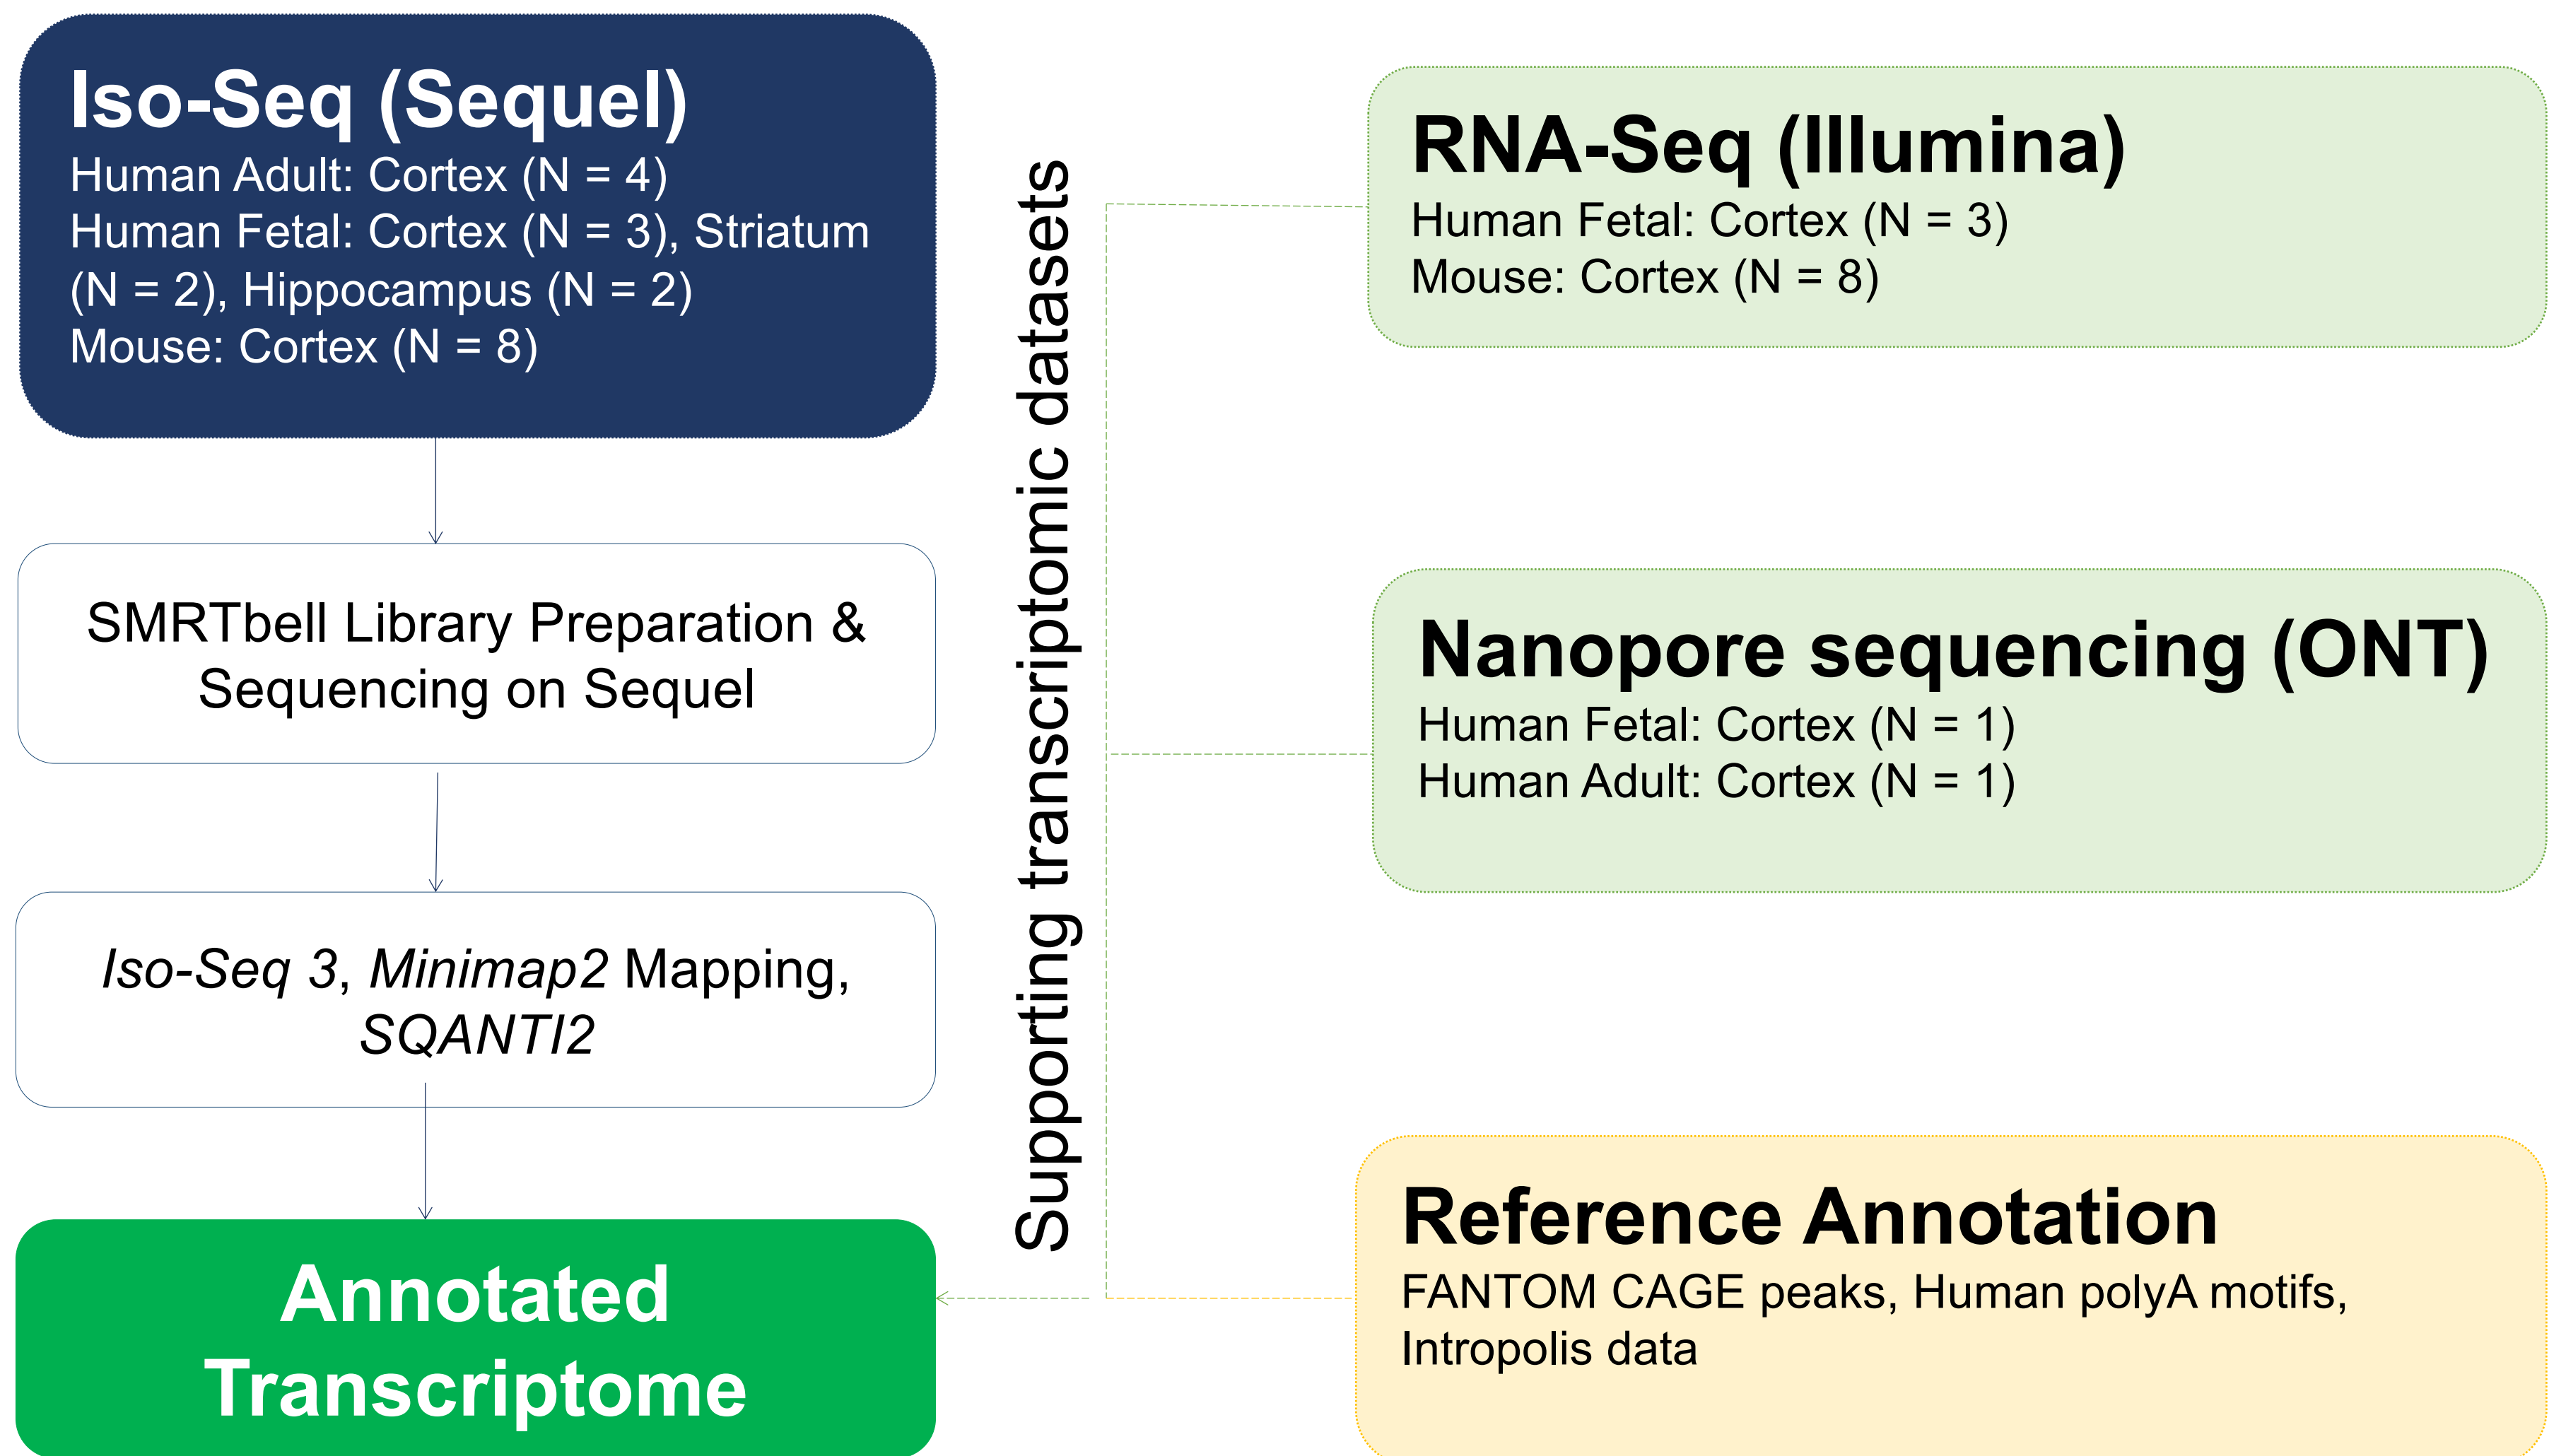 Iso-Seq (Sequel)
Human Adult: Cortex (N = 4)
Human Fetal: Cortex (N = 3), Striatum
(N = 2), Hippocampus (N = 2)
Mouse: Cortex (N = 8)
SMRTbell Library Preparation &
Sequencing on Sequel
Iso-Seq 3, Minimap2 Mapping,
SQANTI2
Annotated
Transcriptome
Supporting transcriptomic datasets
RNA-Seq (Illumina)
Human Fetal: Cortex (N = 3)
Mouse: Cortex (N = 8)
Nanopore sequencing (ONT)
Human Fetal: Cortex (N = 1)
Human Adult: Cortex (N = 1)
Reference Annotation
FANTOM CAGE peaks, Human polyA motifs,
Intropolis data